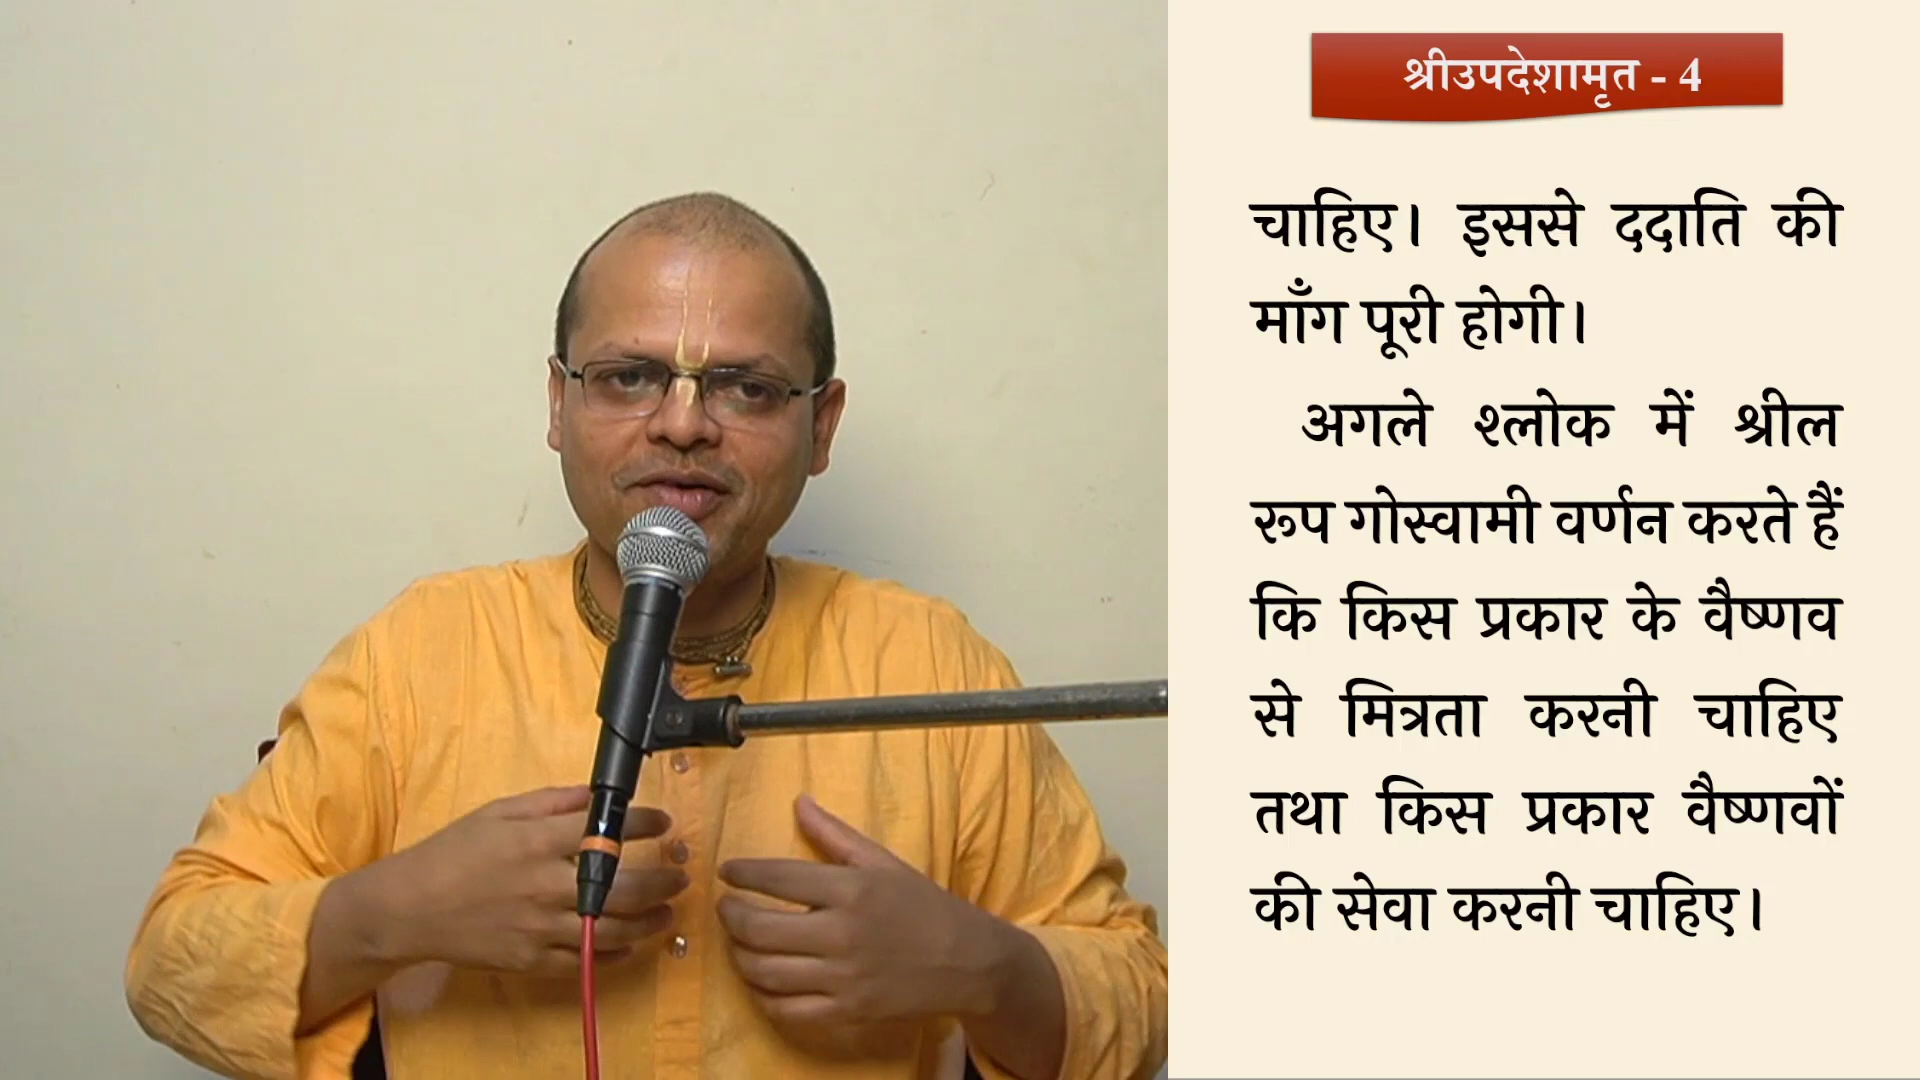 श्रीउपदेशामृत - 4
चाहिए। इससे ददाति की
माँग पूरी होगी।
अगले श्लोक में श्रील
रूप गोस्वामी वर्णन करते हैं
कि किस प्रकार के वैष्णव
से मित्रता करनी चाहिए
तथा किस प्रकार वैष्णवों
की सेवा करनी चाहिए।